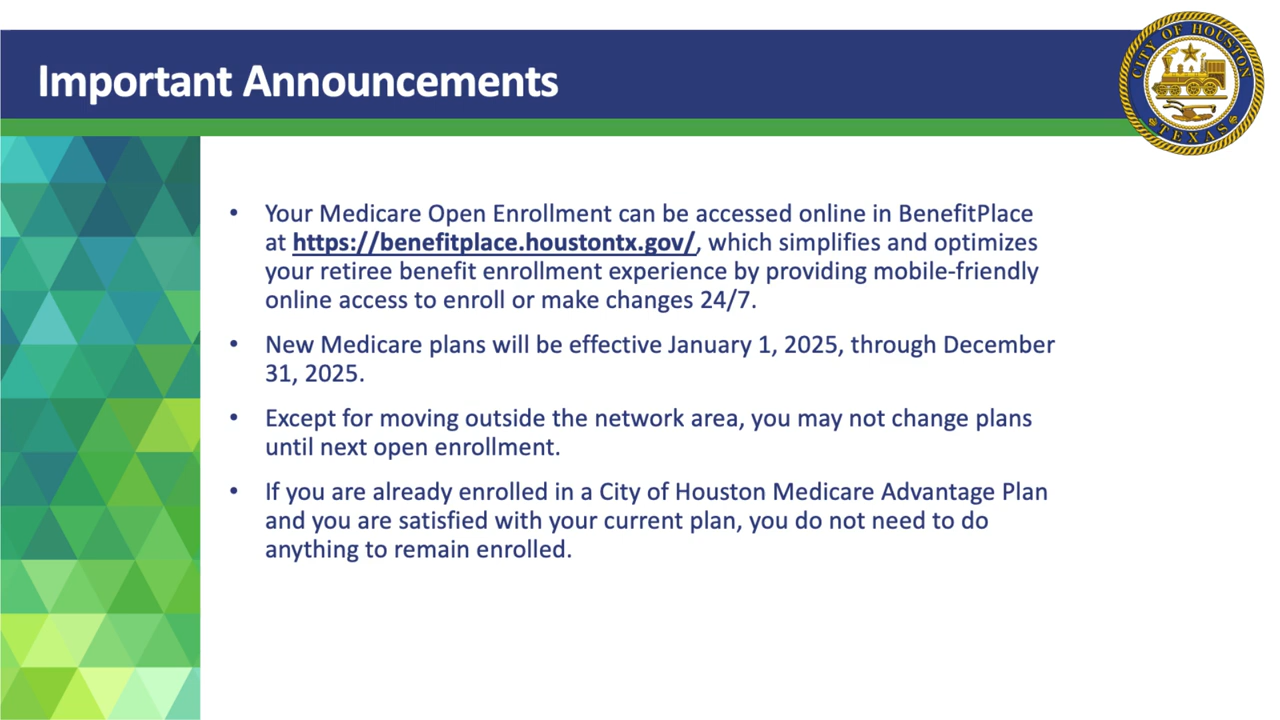 Important Announcements
CITY OF HOUSTON
TEXAS
• Your Medicare Open Enrollment can be accessed online in BenefitPlace
at https://benefitplace.houstontx.gov/, which simplifies and optimizes
your retiree benefit enrollment experience by providing mobile-friendly
online access to enroll or make changes 24/7.
• New Medicare plans will be effective January 1, 2025, through December
31, 2025.
• Except for moving outside the network area, you may not change plans
until next open enrollment.
• If you are already enrolled in a City of Houston Medicare Advantage Plan
and you are satisfied with your current plan, you do not need to do
anything to remain enrolled.